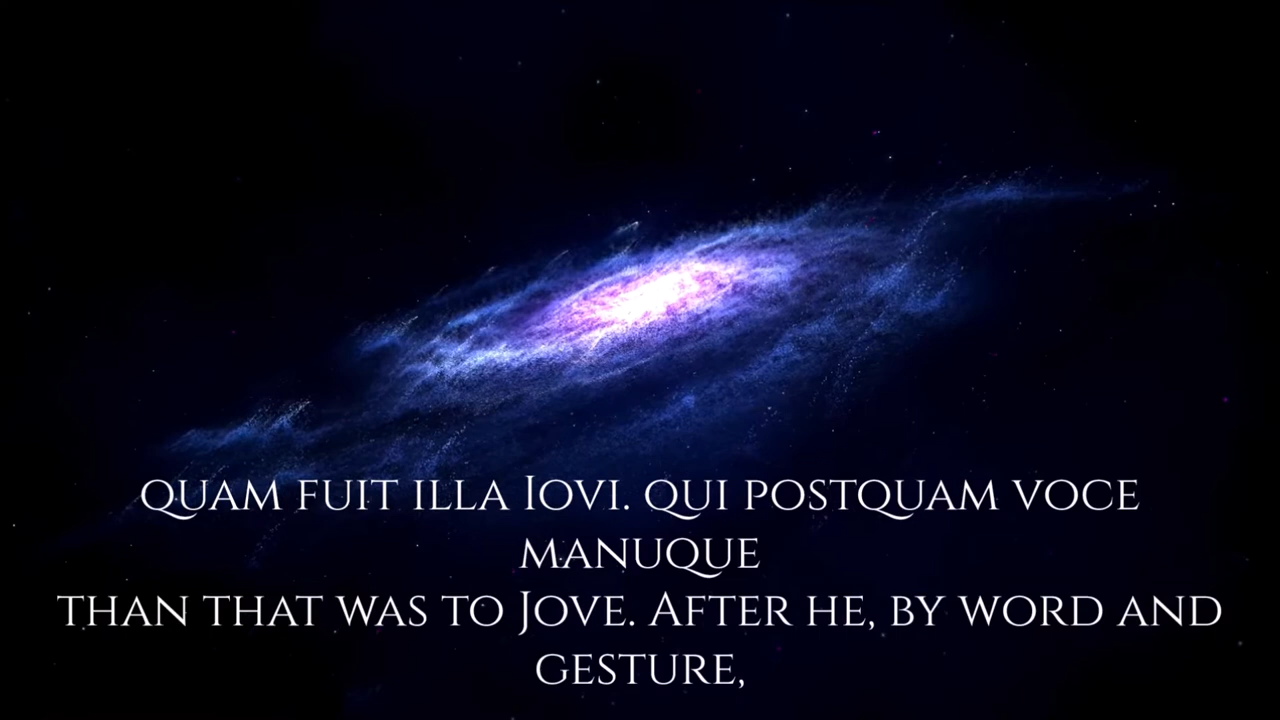 quam fuit illa Iovi. qui postquam voce
manuque
than that was to Jove. After he, by word and
gesture,